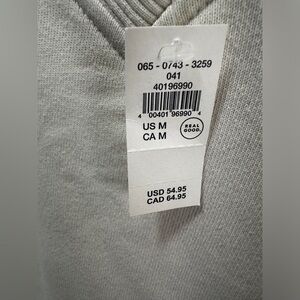 065 - 0743 - 3259
041
40196990
4 00401 96990 4
US M
CA M
REAL
GOOD.
USD 54.95
CAD 64.95